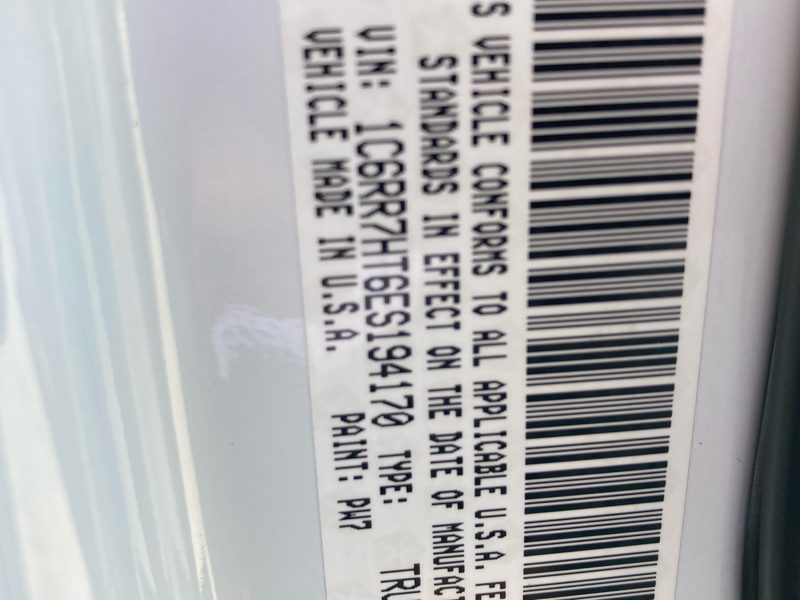 S VEHICLE CONFORMS TO ALL APPLICABLE U.S.A. FE
STANDARDS IN EFFECT ON THE DATE OF MANUFACT
VIN: 1C6RR7HT6ES194170 TYPE: TRU
VEHICLE MADE IN U.S.A. PAINT: PW7